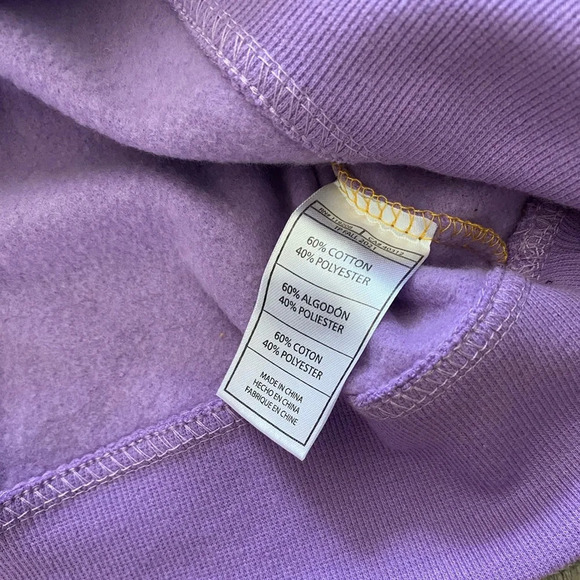 60% COTTON
40% POLYESTER
60% ALGODÓN
40% POLIESTER
60% COTON
40% POLYESTER
MADE IN CHINA
HECHO EN CHINA
FABRIQUE EN CHINE